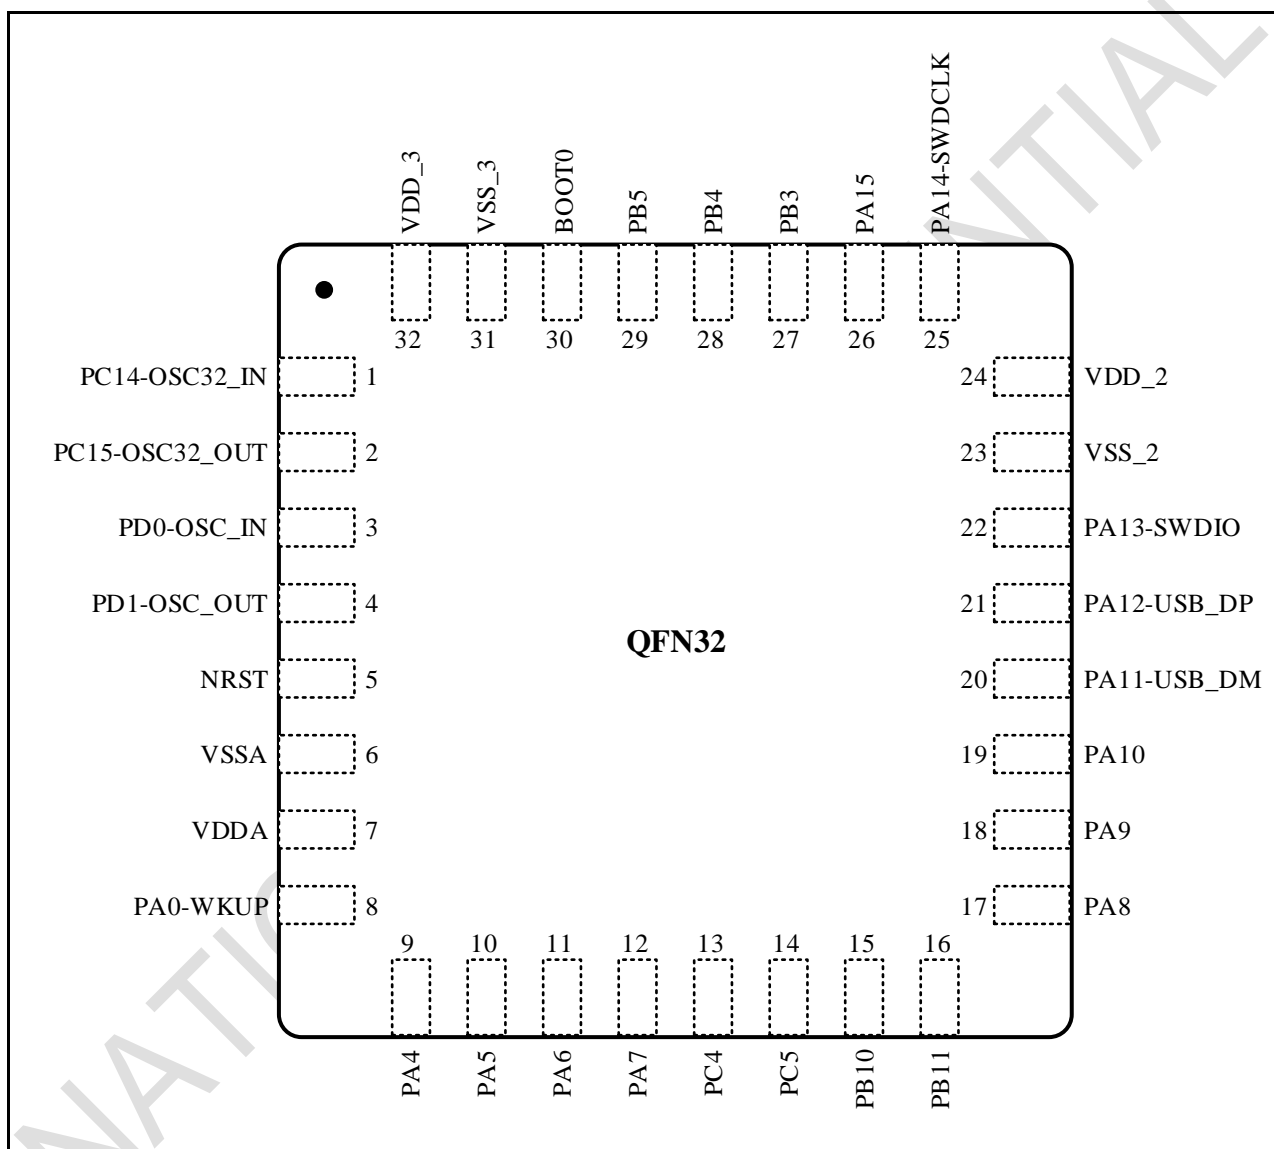 VDD_3
VSS_3
BOOT0
PB5
PB4
PB3
PA15
PA14-SWDCLK
32 31 30 29 28 27 26 25
PC14-OSC32_IN 1 24 VDD_2
PC15-OSC32_OUT 2 23 VSS_2
PD0-OSC_IN 3 22 PA13-SWDIO
PD1-OSC_OUT 4 21 PA12-USB_DP
QFN32
NRST 5 20 PA11-USB_DM
VSSA 6 19 PA10
VDDA 7 18 PA9
PA0-WKUP 8 17 PA8
9 10 11 12 13 14 15 16
PA4
PA5
PA6
PA7
PC4
PC5
PB10
PB11